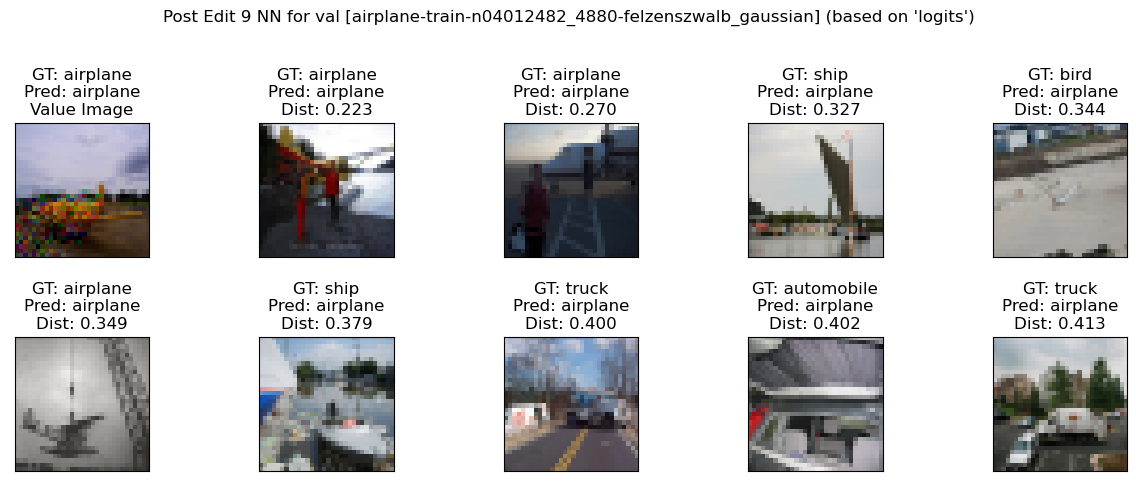 Post Edit 9 NN for val [airplane-train-n04012482_4880-felzenszwalb_gaussian] (based on 'logits')
GT: airplane
Pred: airplane
Value Image
GT: airplane
Pred: airplane
Dist: 0.223
GT: airplane
Pred: airplane
Dist: 0.270
GT: ship
Pred: airplane
Dist: 0.327
GT: bird
Pred: airplane
Dist: 0.344
GT: airplane
Pred: airplane
Dist: 0.349
GT: ship
Pred: airplane
Dist: 0.379
GT: truck
Pred: airplane
Dist: 0.400
GT: automobile
Pred: airplane
Dist: 0.402
GT: truck
Pred: airplane
Dist: 0.413